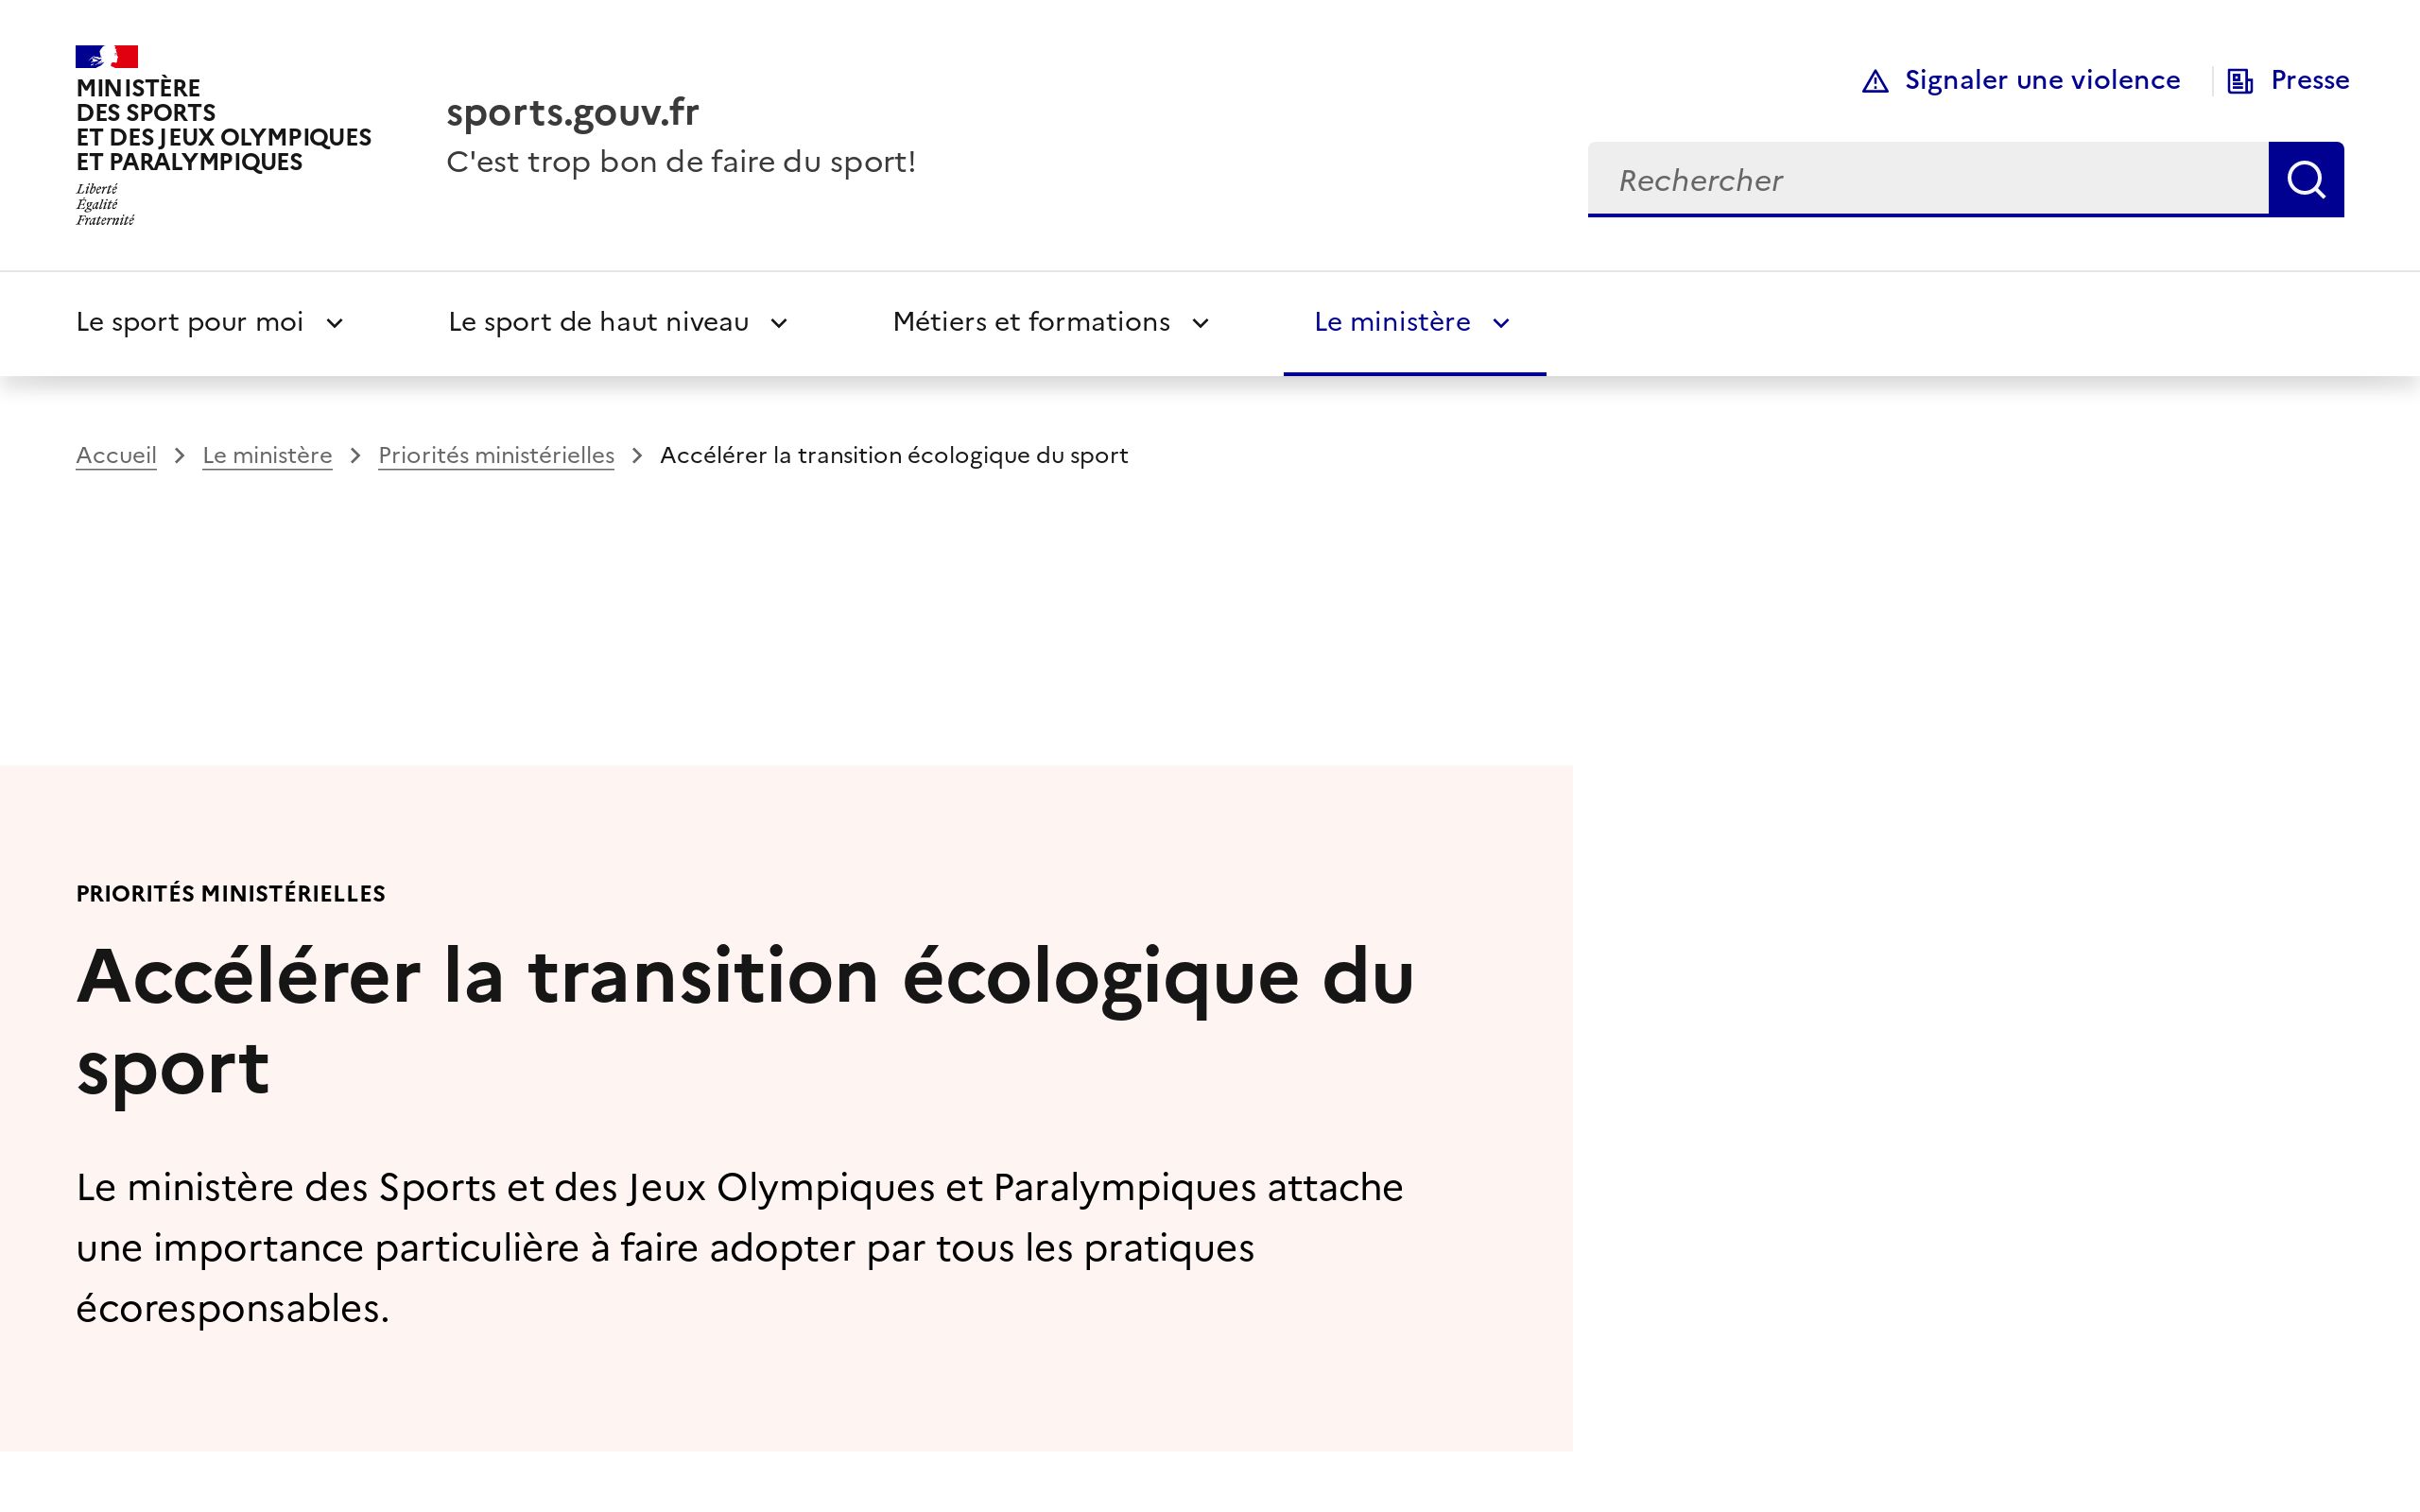 MINISTÈRE
DES SPORTS
ET DES JEUX OLYMPIQUES
ET PARALYMPIQUES
Liberté
Égalité
Fraternité
sports.gouv.fr
C'est trop bon de faire du sport!
Signaler une violence
Presse
Rechercher
Le sport pour moi
Le sport de haut niveau
Métiers et formations
Le ministère
Accueil > Le ministère > Priorités ministérielles > Accélérer la transition écologique du sport
PRIORITÉS MINISTÉRIELLES
Accélérer la transition écologique du
sport
Le ministère des Sports et des Jeux Olympiques et Paralympiques attache
une importance particulière à faire adopter par tous les pratiques
écoresponsables.